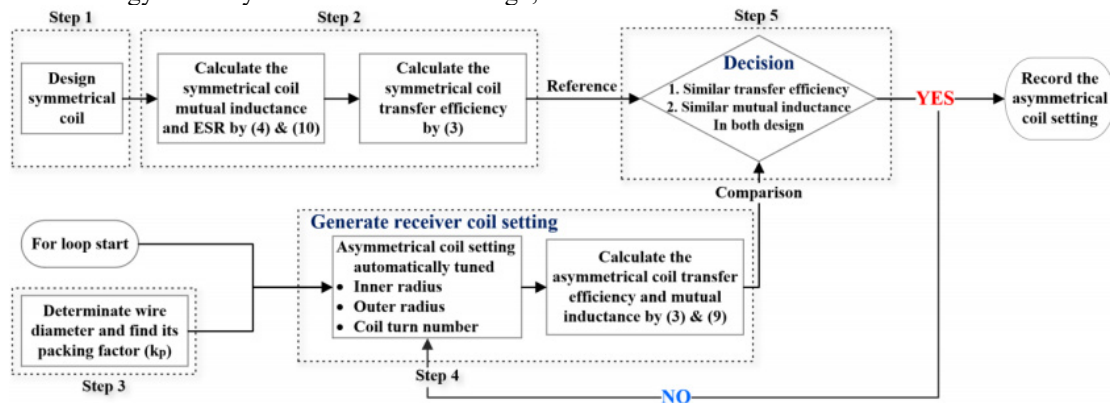 Step 1
Step 2
Step 5
Design
symmetrical
coil
Calculate the
symmetrical coil
mutual inductance
and ESR by (4) & (10)
Calculate the
symmetrical coil
transfer efficiency
by (3)
Reference
Decision
1. Similar transfer efficiency
2. Similar mutual inductance
In both design
YES
Record the
asymmetrical
coil setting
Comparison
Generate receiver coil setting
For loop start
Asymmetrical coil setting
automatically tuned
• Inner radius
• Outer radius
• Coil turn number
Calculate the
asymmetrical coil transfer
efficiency and mutual
inductance by (3) & (9)
Determinate wire
diameter and find its
packing factor (kp)
Step 3
Step 4
NO